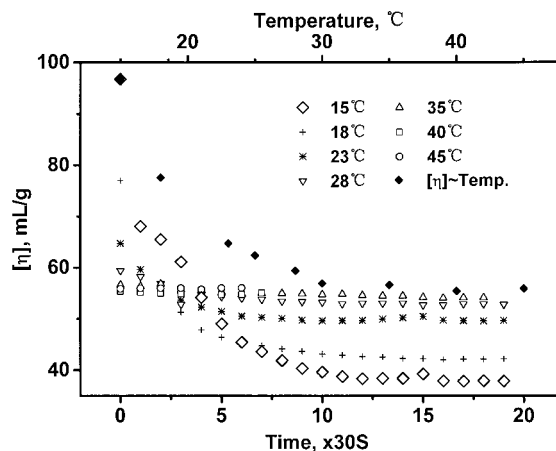 Temperature, ℃
20 30 40
100
80
60
40
[η], mL/g
15℃ 35℃
18℃ 40℃
23℃ 45℃
28℃ [η]~Temp.
0 5 10 15 20
Time, x30S